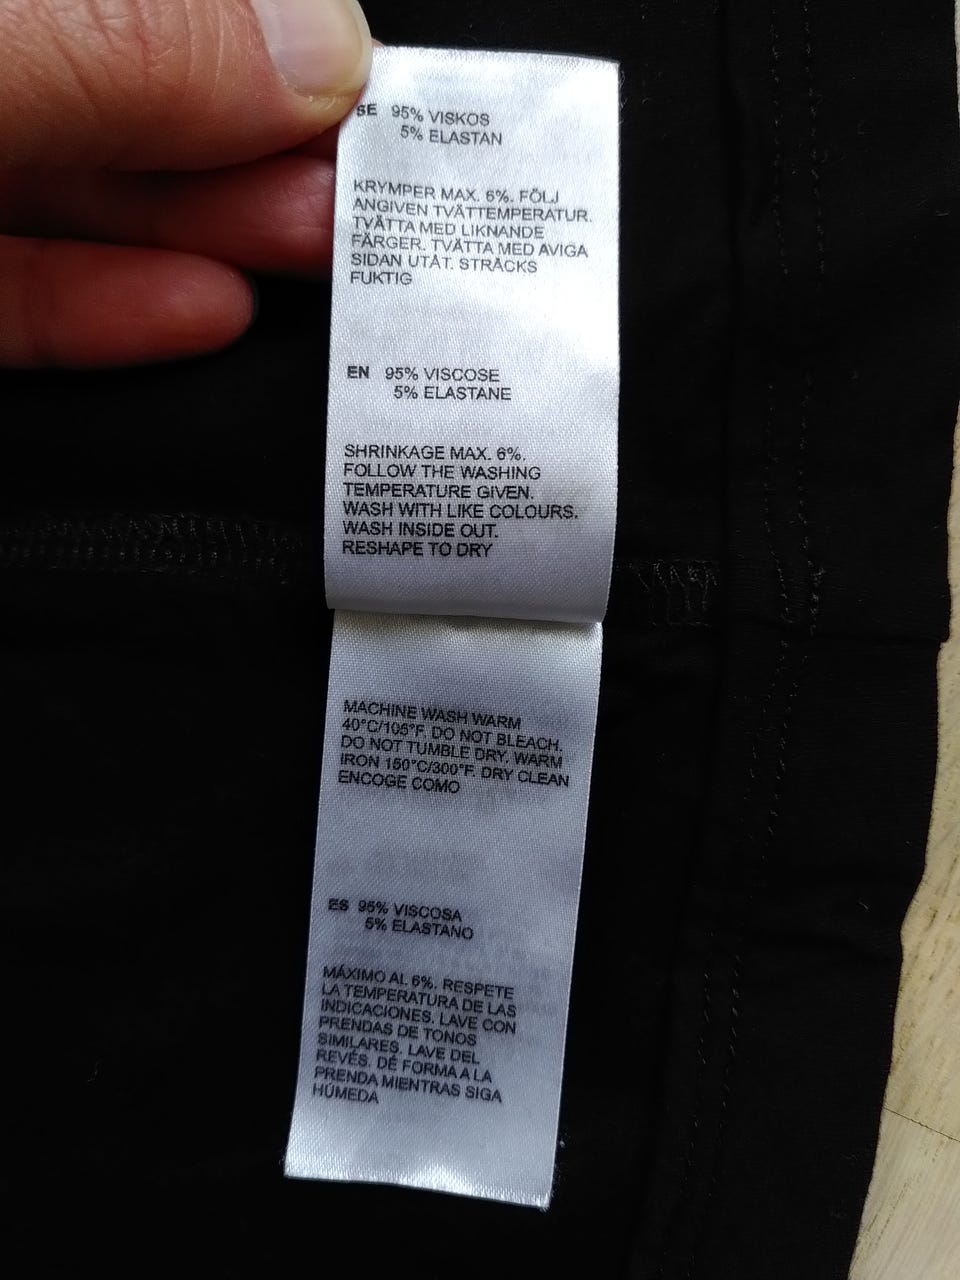 SE 95% VISKOS
5% ELASTAN
KRYMPER MAX. 6%. FÖLJ
ANGIVEN TVÄTTEMPERATUR.
TVÄTTA MED LIKNANDE
FÄRGER. TVÄTTA MED AVIGA
SIDAN UTÅT. STRÄCKS
FUKTIG
EN 95% VISCOSE
5% ELASTANE
SHRINKAGE MAX. 6%.
FOLLOW THE WASHING
TEMPERATURE GIVEN.
WASH WITH LIKE COLOURS.
WASH INSIDE OUT.
RESHAPE TO DRY
MACHINE WASH WARM
40°C/105°F. DO NOT BLEACH.
DO NOT TUMBLE DRY. WARM
IRON 150°C/300°F. DRY CLEAN
ENCOGE COMO
ES 95% VISCOSA
5% ELASTANO
MÁXIMO AL 6%. RESPETE
LA TEMPERATURA DE LAS
INDICACIONES. LAVE CON
PRENDAS DE TONOS
SIMILARES. LAVE DEL
REVÉS. DÉ FORMA A LA
PRENDA MIENTRAS SIGA
HÚMEDA